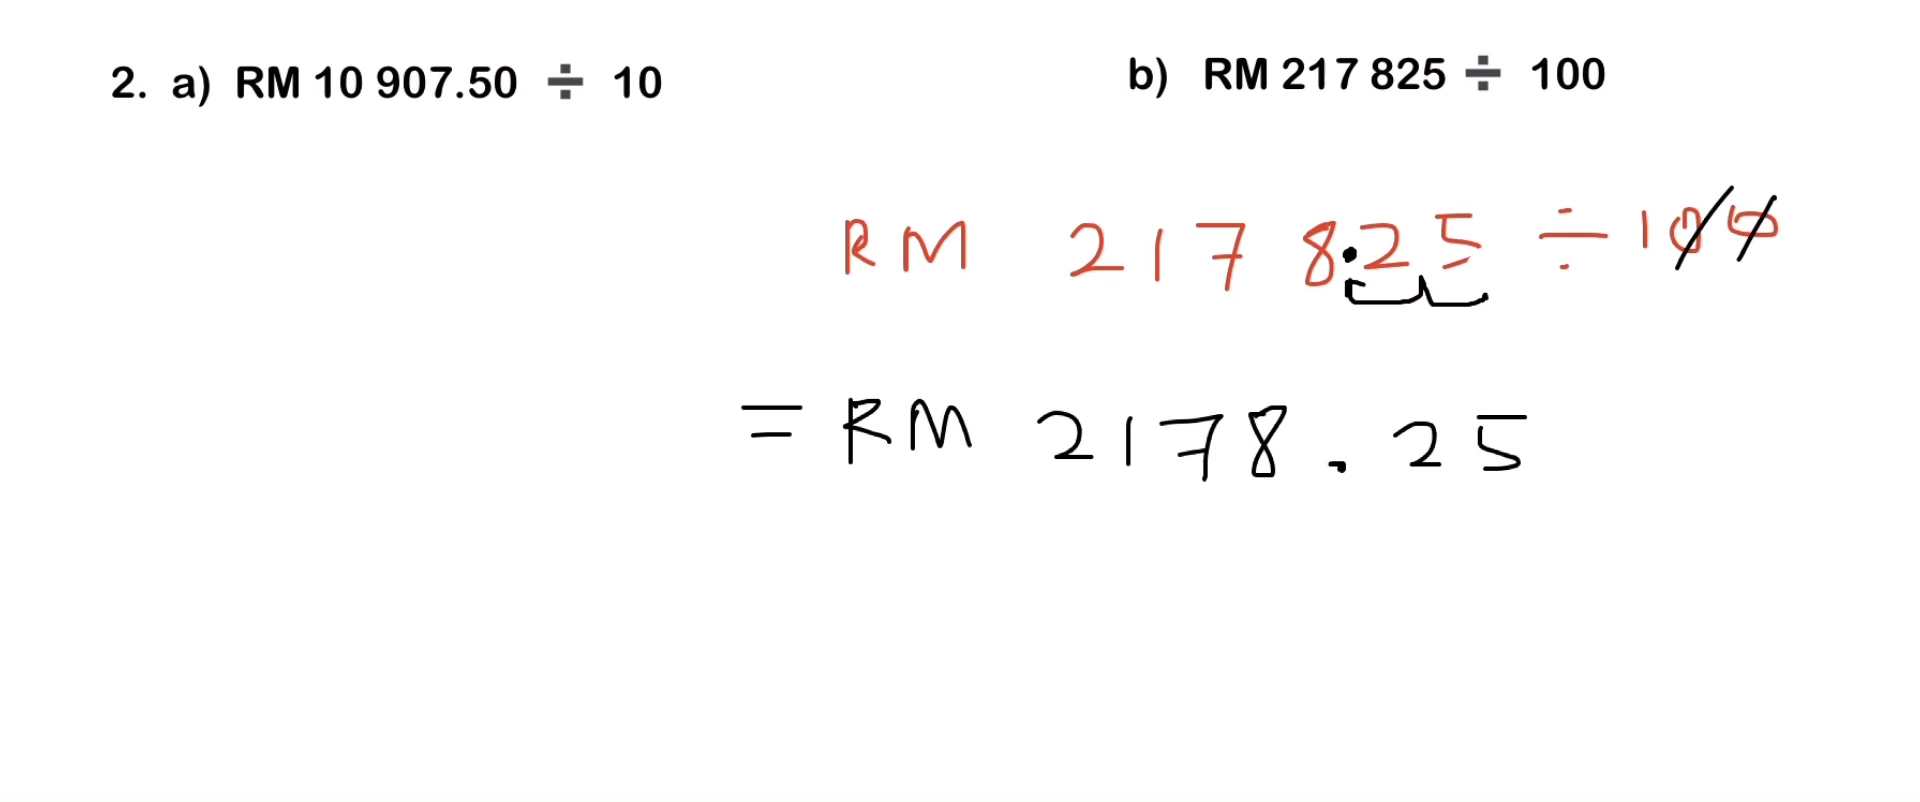 2. a) RM 10 907.50 ÷ 10
b) RM 217 825 ÷ 100
RM 217 8.25 ÷ 100
= RM 2178.25